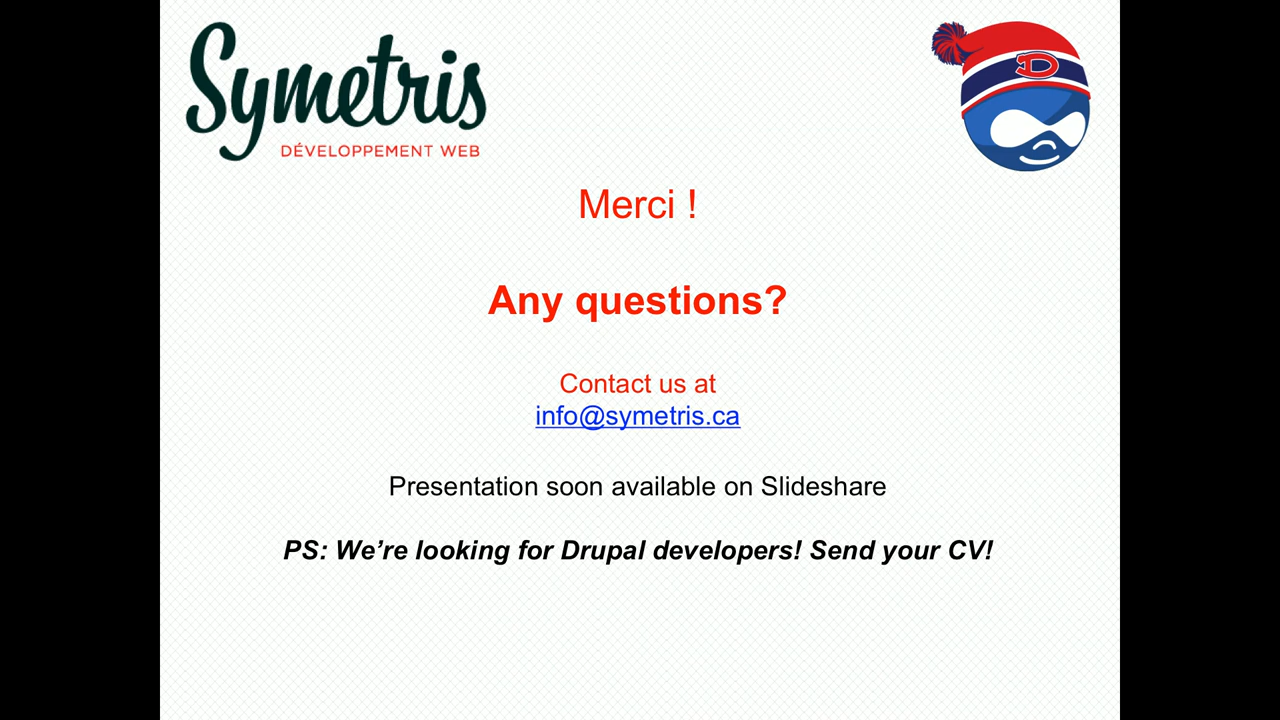 Symetris
DÉVELOPPEMENT WEB
D
Merci !
Any questions?
Contact us at
info@symetris.ca
Presentation soon available on Slideshare
PS: We’re looking for Drupal developers! Send your CV!